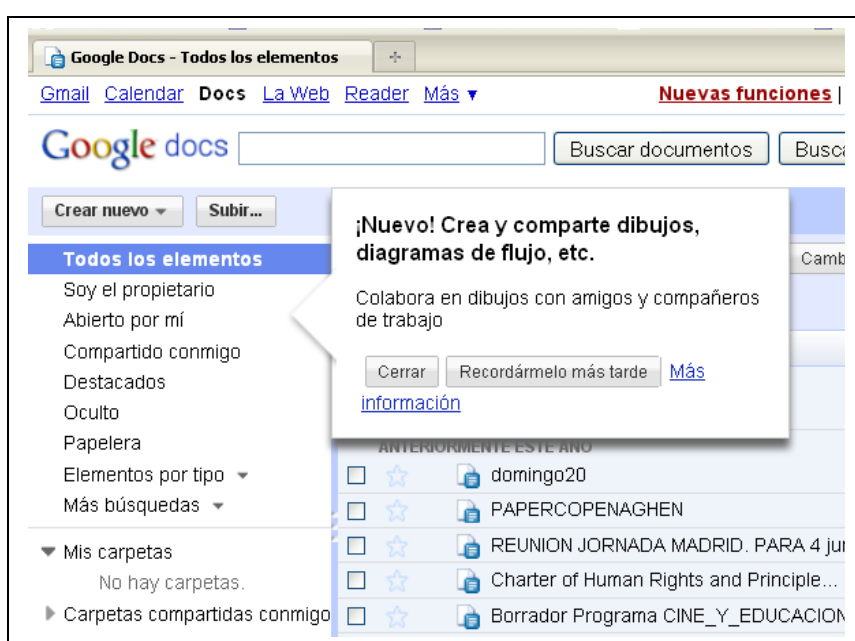 Google Docs - Todos los elementos
Gmail Calendar Docs La Web Reader Más ▼ Nuevas funciones |
Google docs Buscar documentos Busca
Crear nuevo Subir...
¡Nuevo! Crea y comparte dibujos,
diagramas de flujo, etc.
Colabora en dibujos con amigos y compañeros
de trabajo
Cerrar Recordármelo más tarde Más
información
Camb
Todos los elementos
Soy el propietario
Abierto por mí
Compartido conmigo
Destacados
Oculto
Papelera
Elementos por tipo
Más búsquedas
Mis carpetas
No hay carpetas.
Carpetas compartidas conmigo
ANTERIORMENTE ESTE AÑO
domingo20
PAPERCOPENAGHEN
REUNION JORNADA MADRID. PARA 4 jun
Charter of Human Rights and Principle...
Borrador Programa CINE_Y_EDUCACION